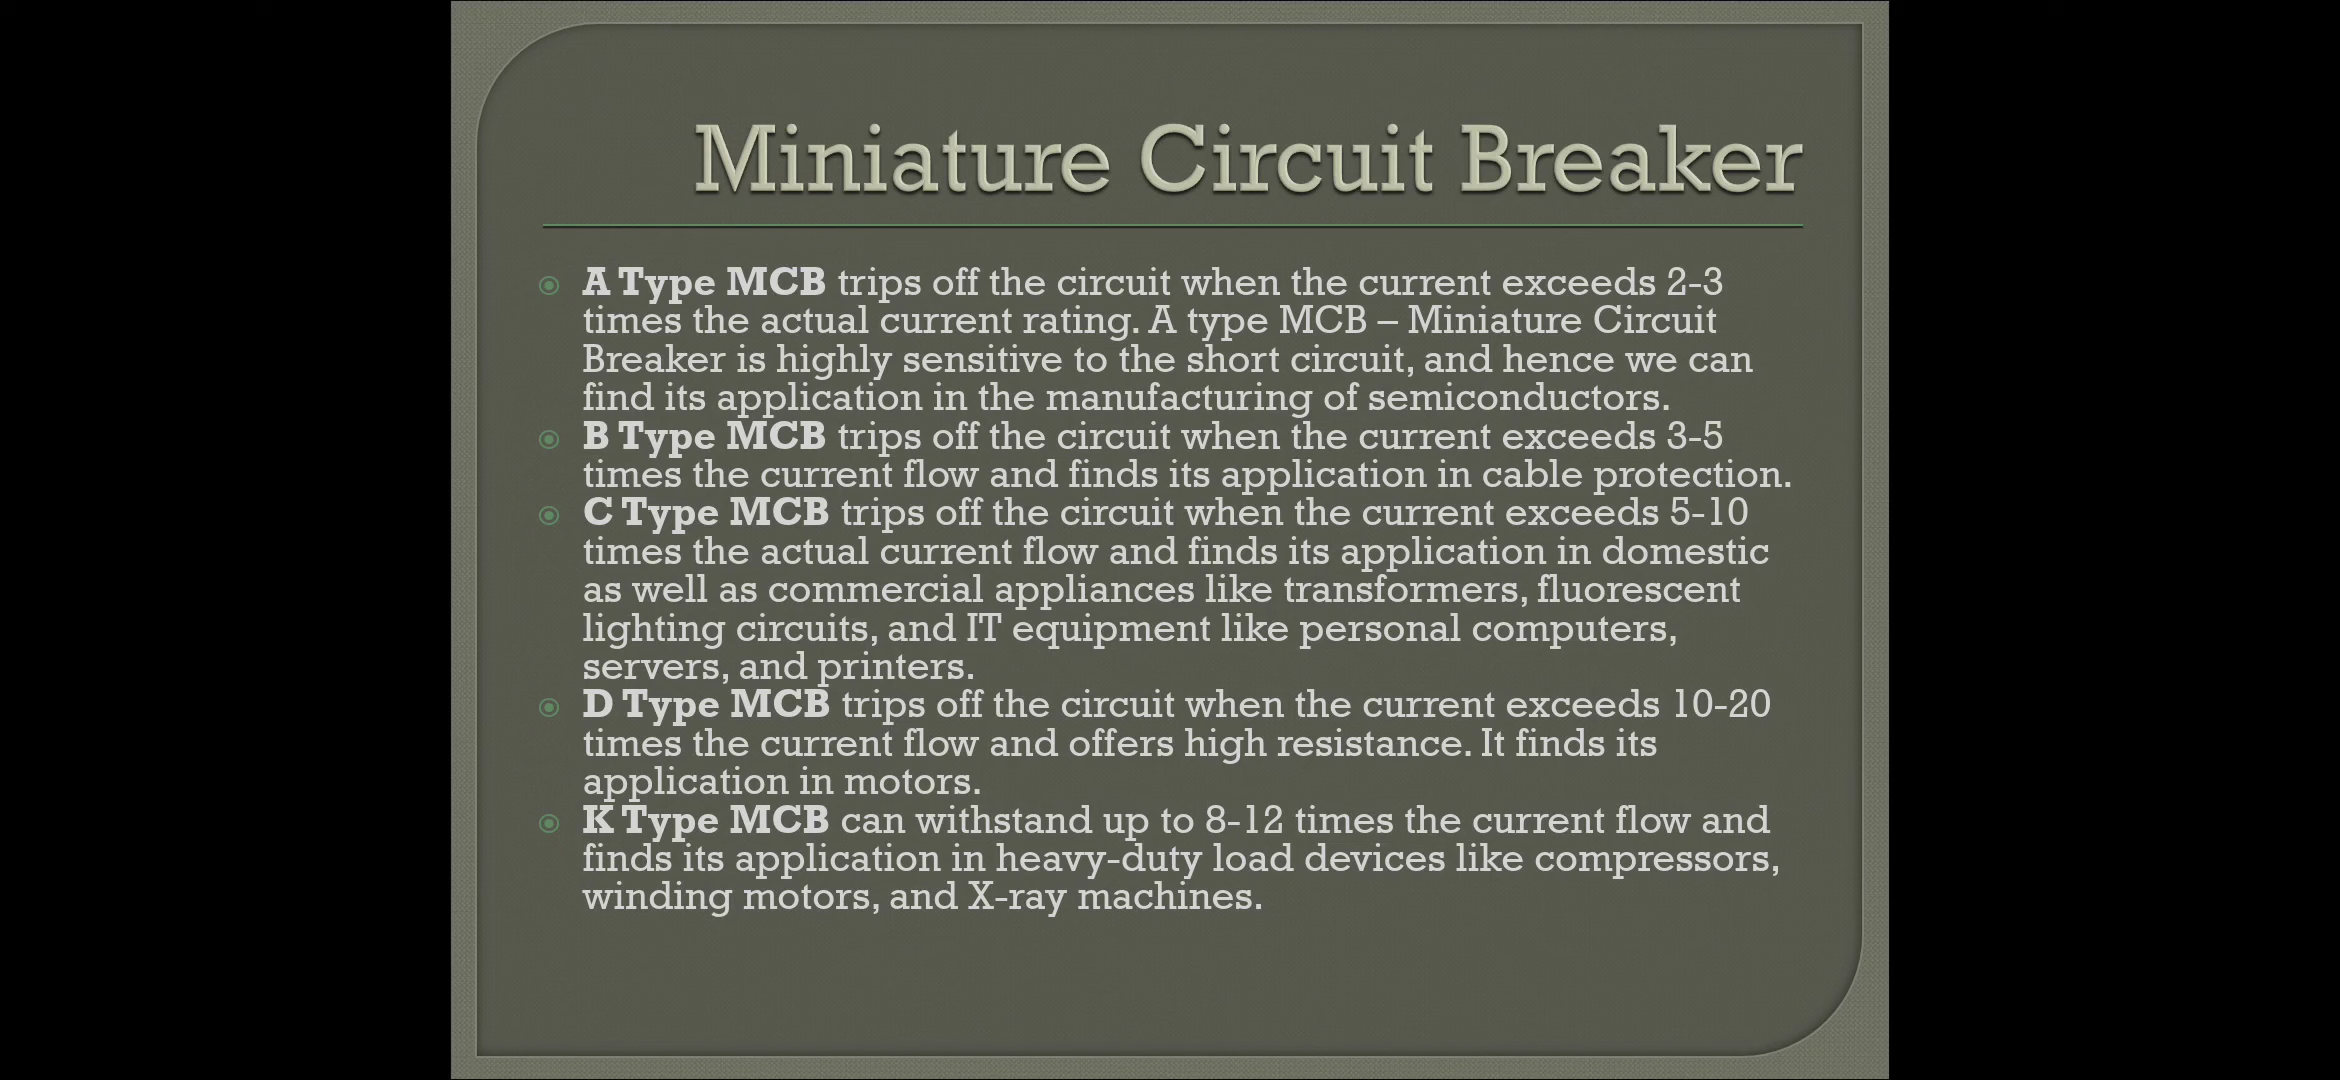 Miniature Circuit Breaker
A Type MCB trips off the circuit when the current exceeds 2-3
times the actual current rating. A type MCB – Miniature Circuit
Breaker is highly sensitive to the short circuit, and hence we can
find its application in the manufacturing of semiconductors.
B Type MCB trips off the circuit when the current exceeds 3-5
times the current flow and finds its application in cable protection.
C Type MCB trips off the circuit when the current exceeds 5-10
times the actual current flow and finds its application in domestic
as well as commercial appliances like transformers, fluorescent
lighting circuits, and IT equipment like personal computers,
servers, and printers.
D Type MCB trips off the circuit when the current exceeds 10-20
times the current flow and offers high resistance. It finds its
application in motors.
K Type MCB can withstand up to 8-12 times the current flow and
finds its application in heavy-duty load devices like compressors,
winding motors, and X-ray machines.